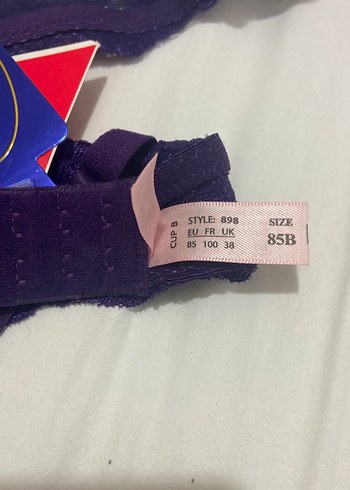 CUP B
STYLE: 898
EU FR UK
85 100 38
SIZE
85B